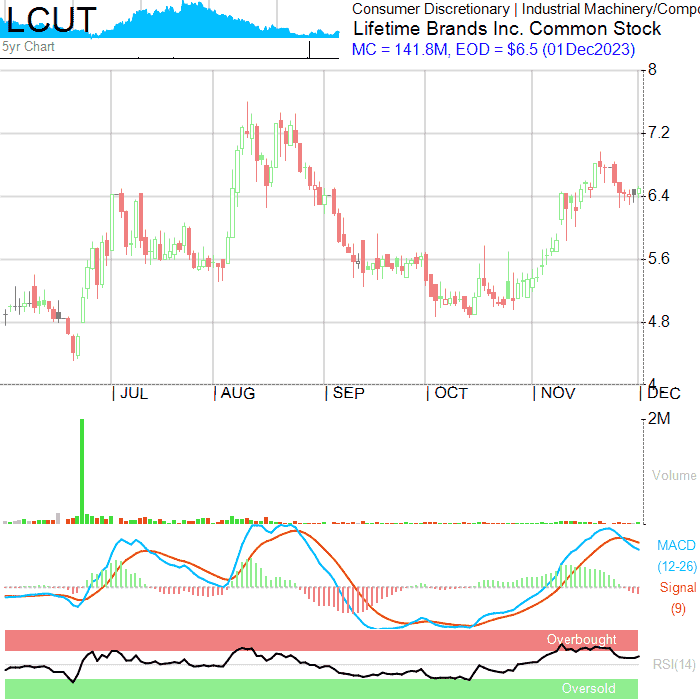 LCUT
5yr Chart
Consumer Discretionary | Industrial Machinery/Compo
Lifetime Brands Inc. Common Stock
MC = 141.8M, EOD = $6.5 (01Dec2023)
8
7.2
6.4
5.6
4.8
4
| JUL | AUG | SEP | OCT | NOV | DEC
2M
Volume
MACD
(12-26)
Signal
(9)
Overbought
RSI(14)
Oversold